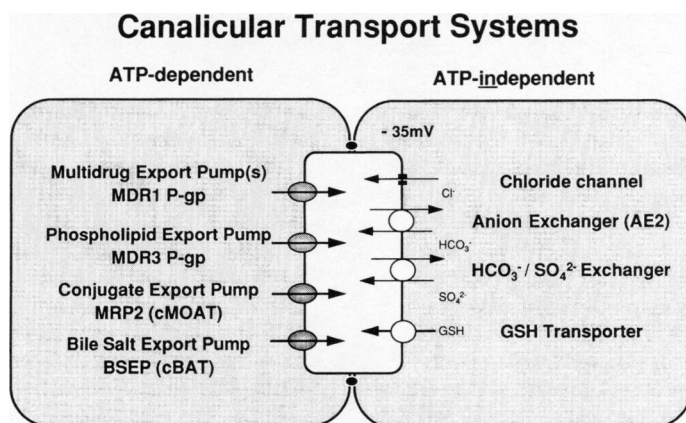 Canalicular Transport Systems
ATP-dependent
ATP-independent
- 35mV
Multidrug Export Pump(s)
MDR1 P-gp
Phospholipid Export Pump
MDR3 P-gp
Conjugate Export Pump
MRP2 (cMOAT)
Bile Salt Export Pump
BSEP (cBAT)
Cl⁻
HCO₃⁻
SO₄²⁻
GSH
Chloride channel
Anion Exchanger (AE2)
HCO₃⁻ / SO₄²⁻ Exchanger
GSH Transporter